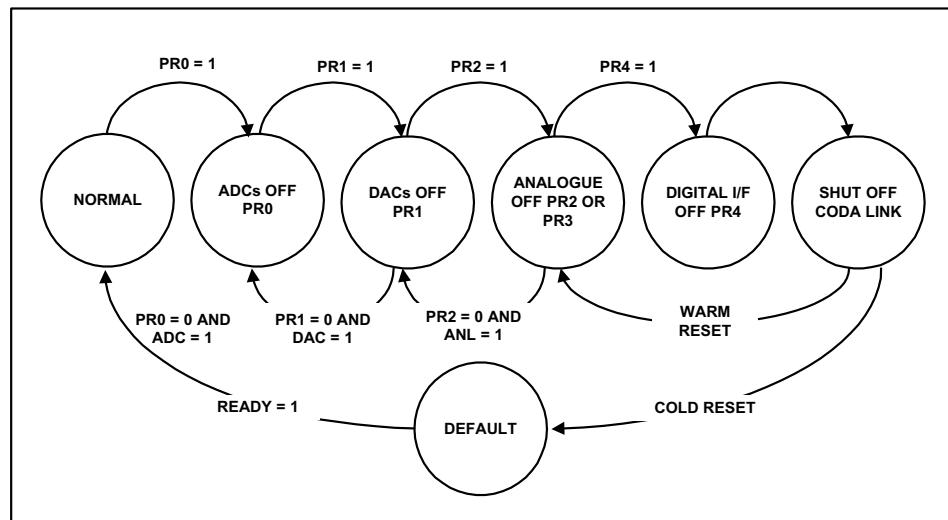 PR0 = 1
PR1 = 1
PR2 = 1
PR4 = 1
NORMAL
ADCs OFF
PR0
DACs OFF
PR1
ANALOGUE
OFF PR2 OR
PR3
DIGITAL I/F
OFF PR4
SHUT OFF
CODA LINK
PR0 = 0 AND
ADC = 1
PR1 = 0 AND
DAC = 1
PR2 = 0 AND
ANL = 1
WARM
RESET
READY = 1
DEFAULT
COLD RESET